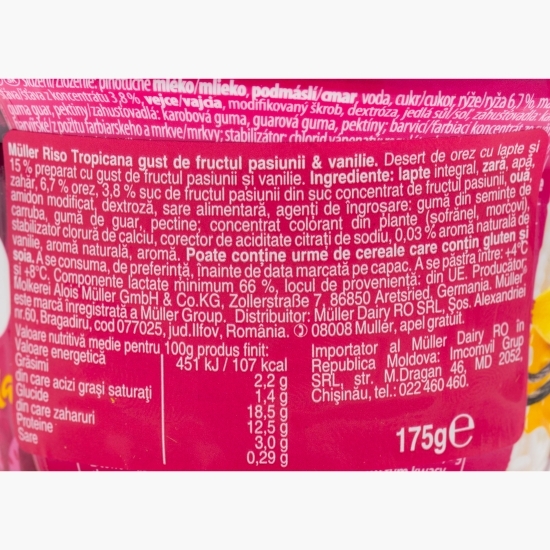 plnotučné mléko/mlieko, podmáslí/cmar, voda, cukr/cukor, rýže/ryža 6,7 %,
z koncentrátu 3,8 %, vejce/vajcia, modifikovaný škrob, dextróza, jedlá sůl/soľ,
guma guar, pektíny/zahusťovadlá: karobová guma, guarová guma, pektíny; barvicí/farbiaci
z požltu farbiarskeho a mrkve/mrkvy; stabilizátor: chlorid
Müller Riso Tropicana gust de fructul pasiunii & vanilie. Desert de orez cu lapte și
15 % preparat cu gust de fructul pasiunii și vanilie. Ingrediente: lapte integral, zară, apă,
zahăr, 6,7 % orez, 3,8 % suc de fructul pasiunii din suc concentrat de fructul pasiunii, ouă,
amidon modificat, dextroză, sare alimentară, agenți de îngroșare: gumă din semințe de
carruba, gumă de guar, pectine; concentrat colorant din plante (șofrănel, morcovi),
stabilizator clorură de calciu, corector de aciditate citrați de sodiu, 0,03 % aromă naturală de
vanilie, aromă naturală, aromă. Poate conține urme de cereale care conțin gluten și
soia. A se consuma, de preferință, înainte de data marcată pe capac. A se păstra între: +4°C
și +8°C. Componente lactate minimum 66 %, locul de proveniență: din UE. Producător:
Molkerei Alois Müller GmbH & Co.KG, Zollerstraße 7, 86850 Aretsried, Germania. Müller
este marcă înregistrată a Müller Group. Distribuitor: Müller Dairy RO SRL, Șos. Alexandriei
nr.60, Bragadiru, cod 077025, jud.Ilfov, România. 08008 Muller, apel gratuit.
Valoare nutritivă medie pentru 100g produs finit:
Valoare energetică 451 kJ / 107 kcal
Grăsimi 2,2 g
din care acizi grași saturați 1,4 g
Glucide 18,5 g
din care zaharuri 12,5 g
Proteine 3,0 g
Sare 0,29 g
Importator al Müller Dairy RO în
Republica Moldova: Incomvil Grup
SRL, str. M.Dragan 46, MD 2052,
Chișinău, tel.: 022 460 460.
175g e